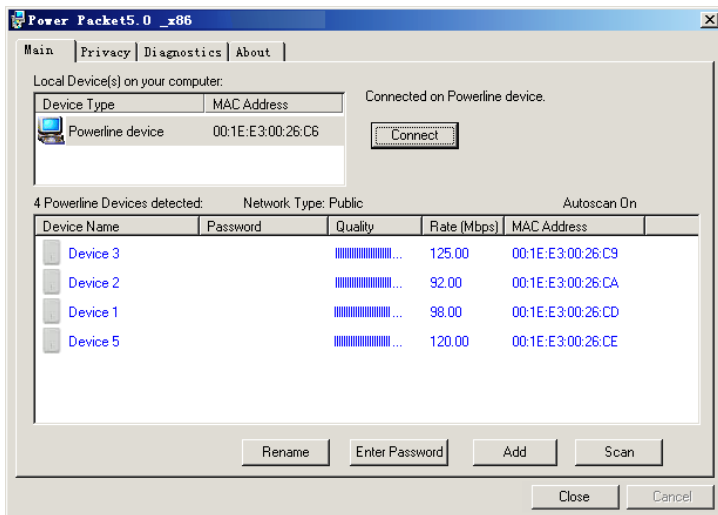 Power Packet5.0 _x86
Main Privacy Diagnostics About
Local Device(s) on your computer:
Device Type MAC Address
Powerline device 00:1E:E3:00:26:C6
Connected on Powerline device.
Connect
4 Powerline Devices detected: Network Type: Public Autoscan On
Device Name Password Quality Rate (Mbps) MAC Address
Device 3 ... 125.00 00:1E:E3:00:26:C9
Device 2 ... 92.00 00:1E:E3:00:26:CA
Device 1 ... 98.00 00:1E:E3:00:26:CD
Device 5 ... 120.00 00:1E:E3:00:26:CE
Rename Enter Password Add Scan
Close Cancel